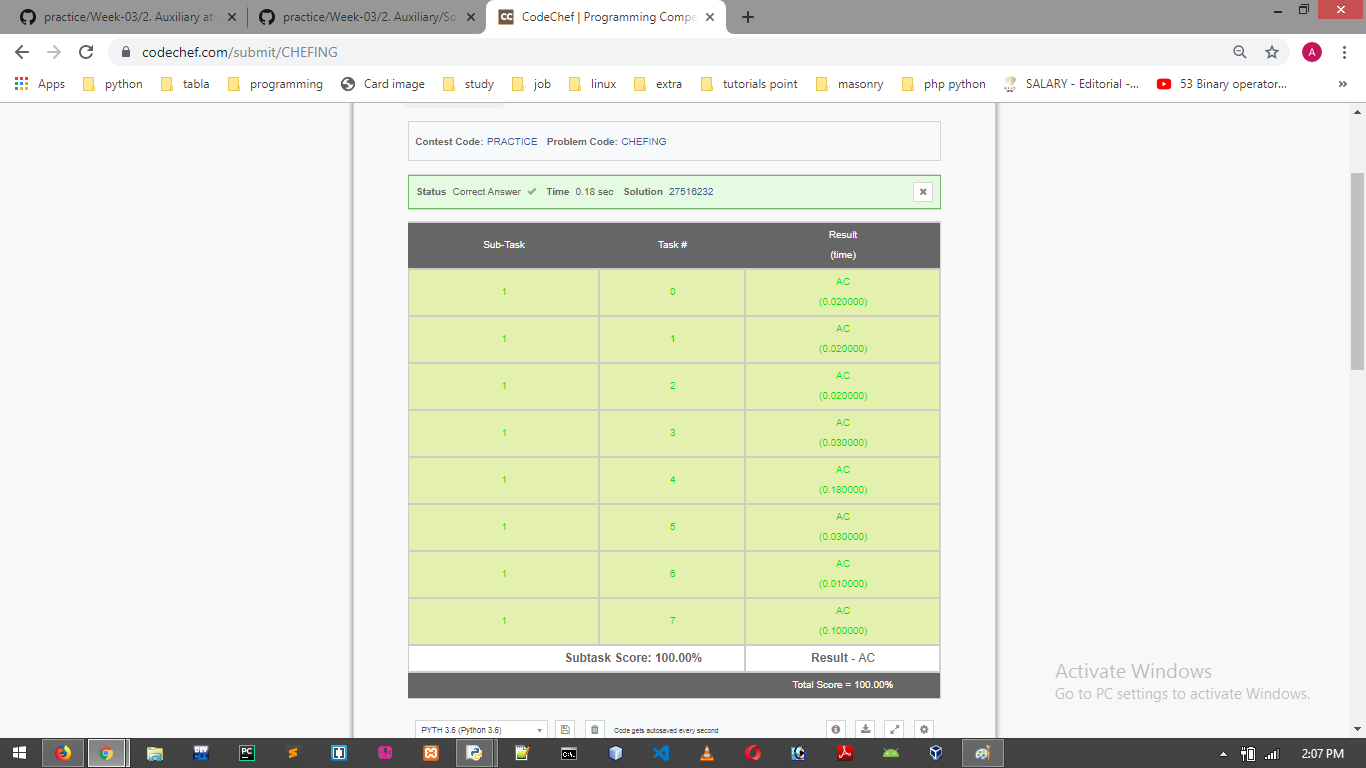 practice/Week-03/2. Auxiliary at
practice/Week-03/2. Auxiliary/So
CC CodeChef | Programming Compe
codechef.com/submit/CHEFING
A
Apps python tabla programming Card image study job linux extra tutorials point masonry php python SALARY - Editorial -... 53 Binary operator... »
Contest Code: PRACTICE Problem Code: CHEFING
Status Correct Answer ✔ Time 0.18 sec Solution 27516232
Sub-Task Task # Result
(time)
1 0 AC
(0.020000)
1 1 AC
(0.020000)
1 2 AC
(0.020000)
1 3 AC
(0.030000)
1 4 AC
(0.180000)
1 5 AC
(0.030000)
1 6 AC
(0.010000)
1 7 AC
(0.100000)
Subtask Score: 100.00% Result - AC
Total Score = 100.00%
Activate Windows
Go to PC settings to activate Windows.
PYTH 3.6 (Python 3.6) Code gets autosaved every second
2:07 PM